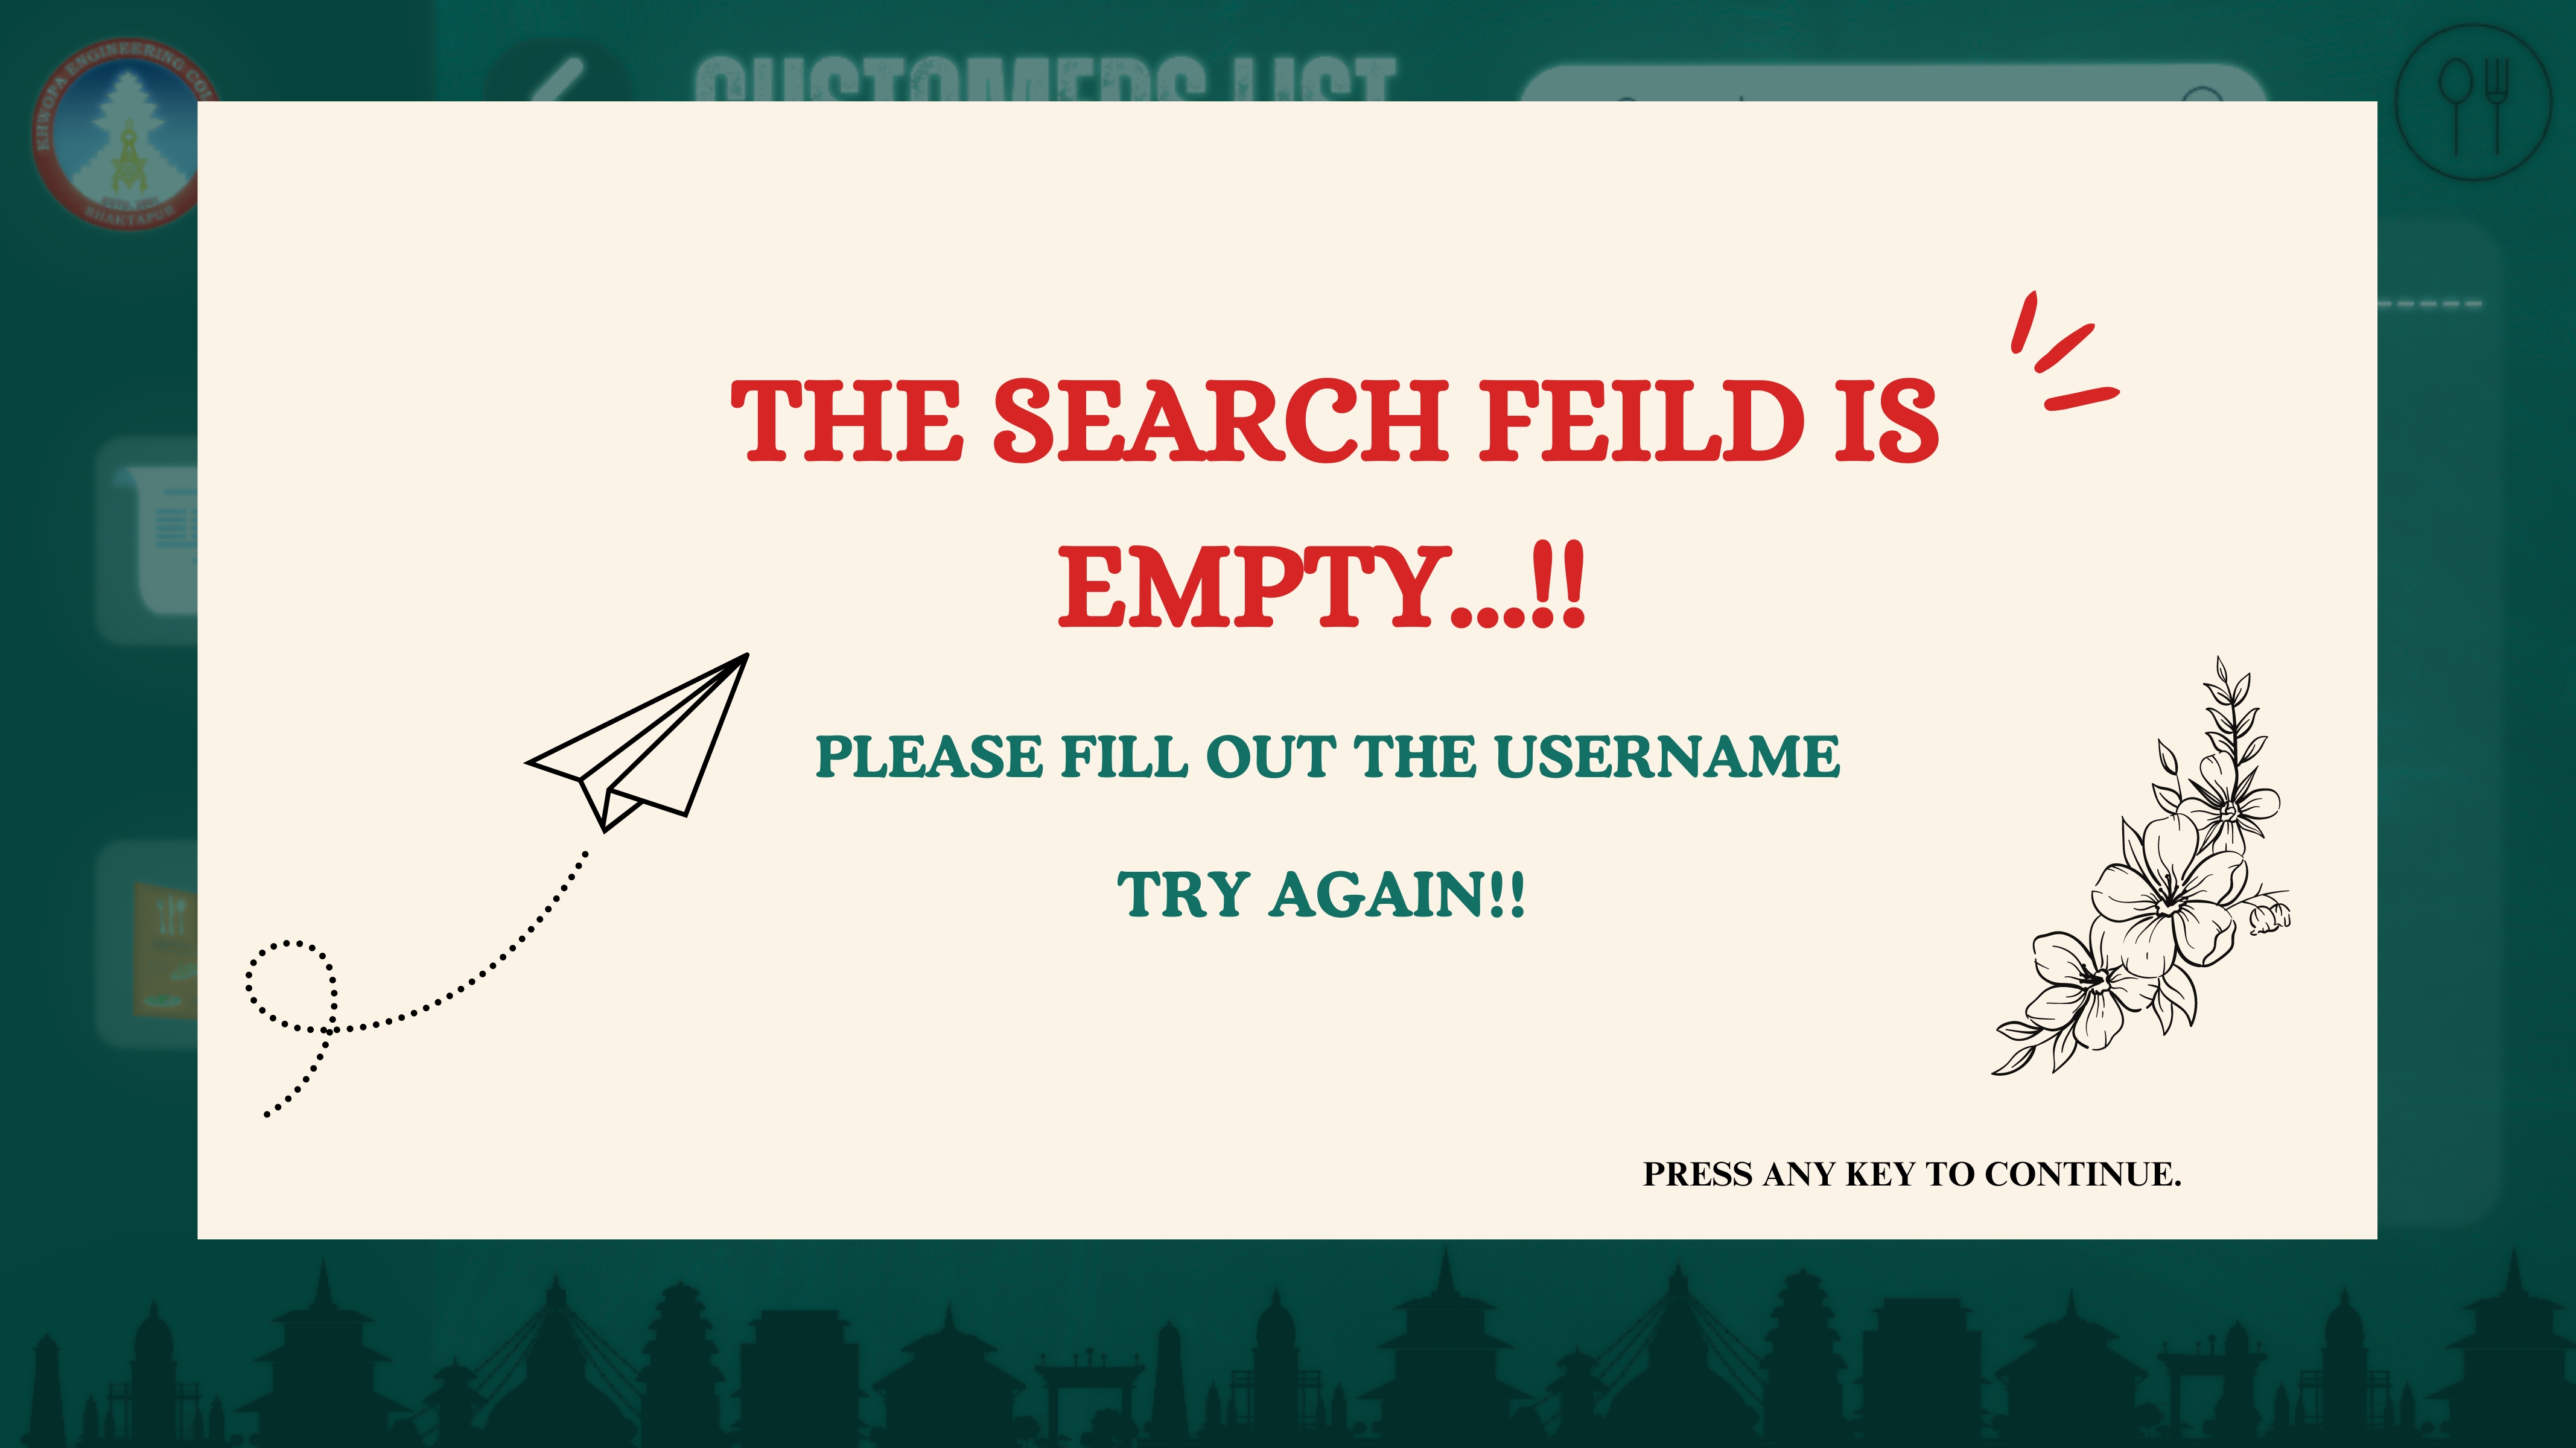 KHWOPA ENGINEERING COL
BHAKTAPUR
CUSTOMERS LIST
THE SEARCH FEILD IS
EMPTY...!!
PLEASE FILL OUT THE USERNAME
TRY AGAIN!!
PRESS ANY KEY TO CONTINUE.